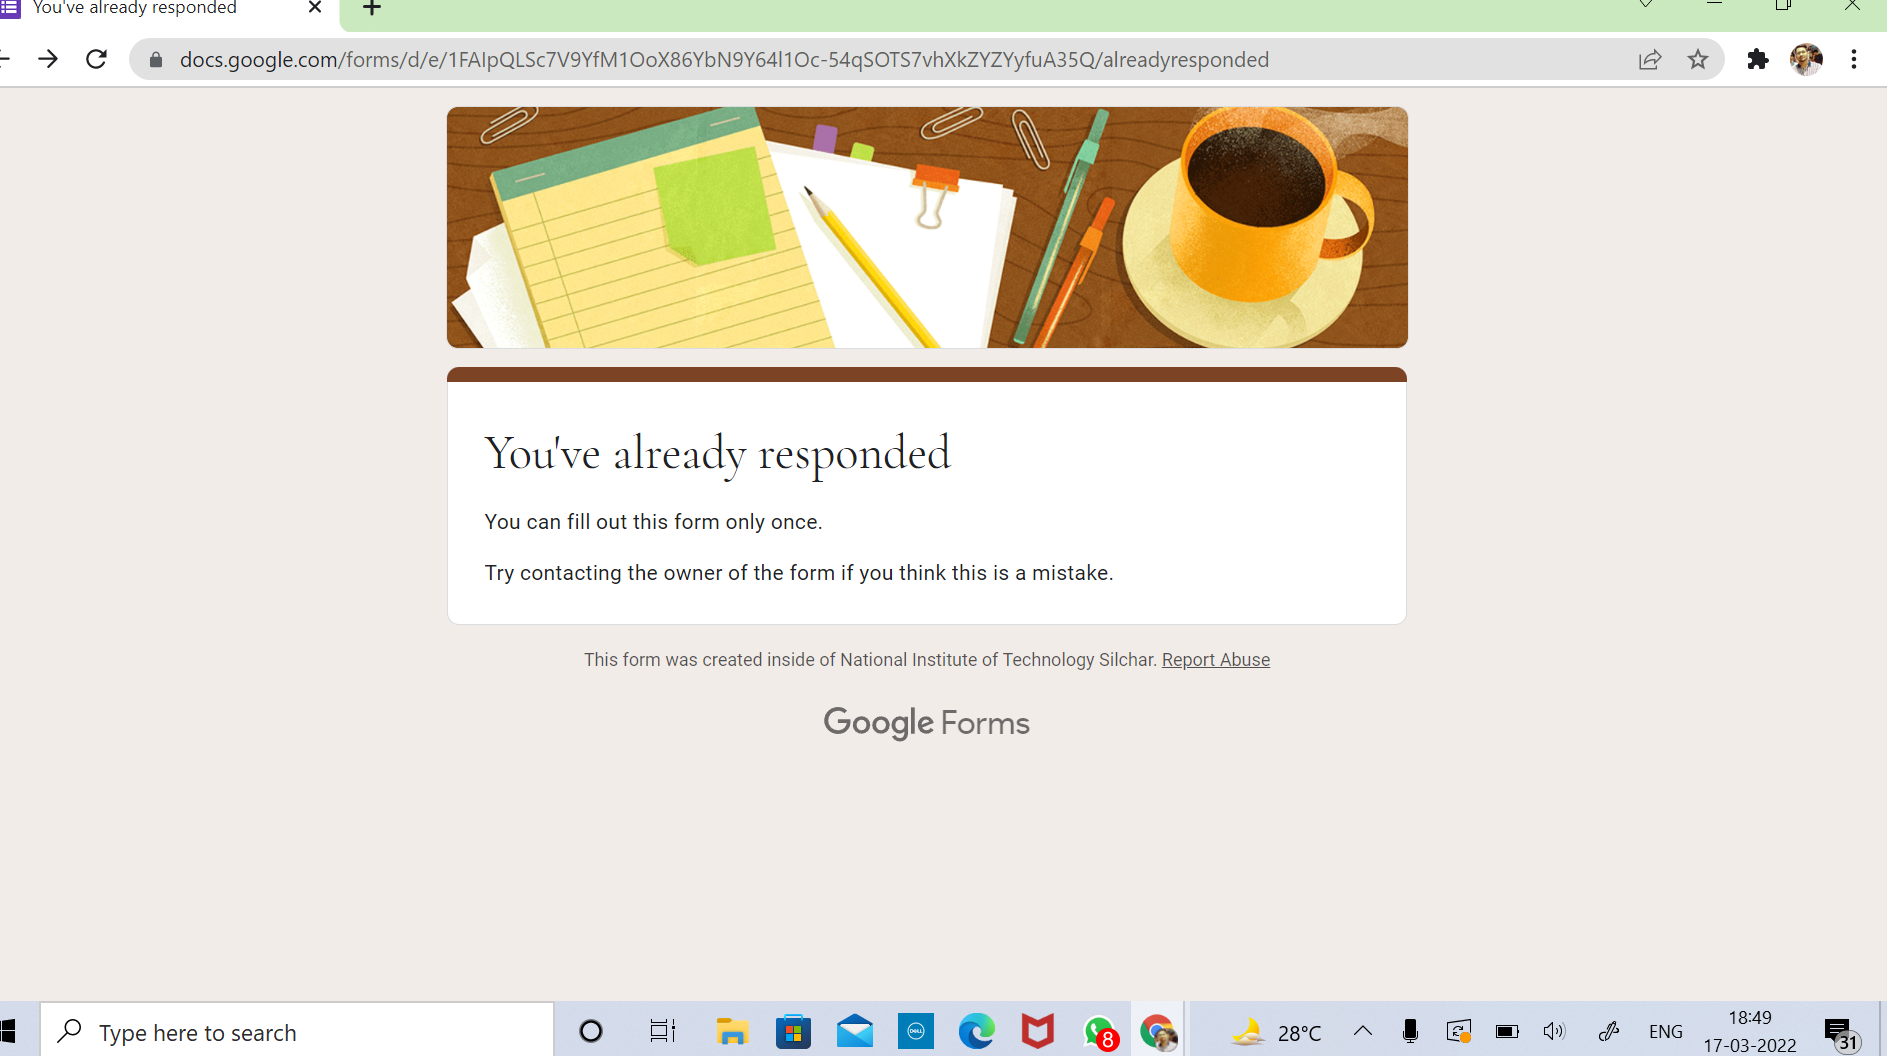 You've already responded
docs.google.com/forms/d/e/1FAIpQLSc7V9YfM1OoX86YbN9Y64l1Oc-54qSOTS7vhXkZYZYyfuA35Q/alreadyresponded
You've already responded
You can fill out this form only once.
Try contacting the owner of the form if you think this is a mistake.
This form was created inside of National Institute of Technology Silchar. Report Abuse
Google Forms
Type here to search
DELL
8
28°C
ENG
18:49
17-03-2022
31